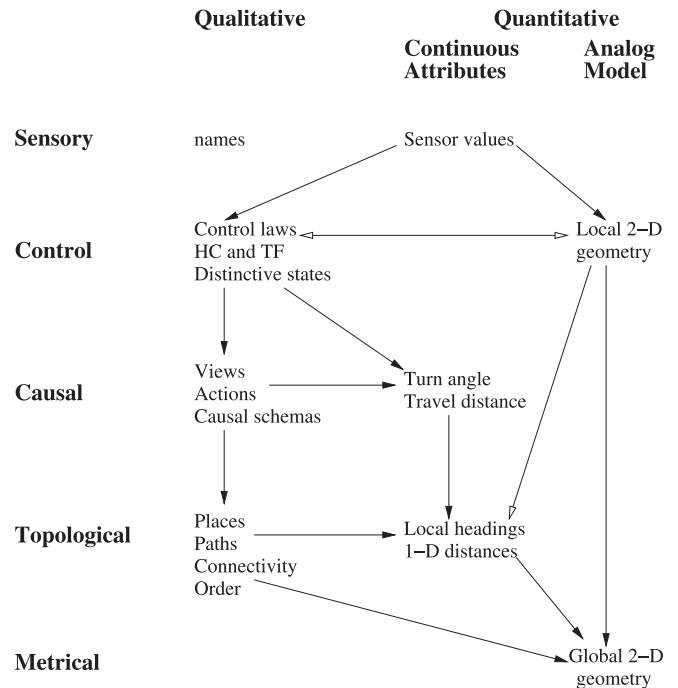 Qualitative
Quantitative
Continuous
Attributes
Analog
Model
Sensory
names
Sensor values
Control
Control laws
HC and TF
Distinctive states
Local 2−D
geometry
Causal
Views
Actions
Causal schemas
Turn angle
Travel distance
Topological
Places
Paths
Connectivity
Order
Local headings
1−D distances
Metrical
Global 2−D
geometry